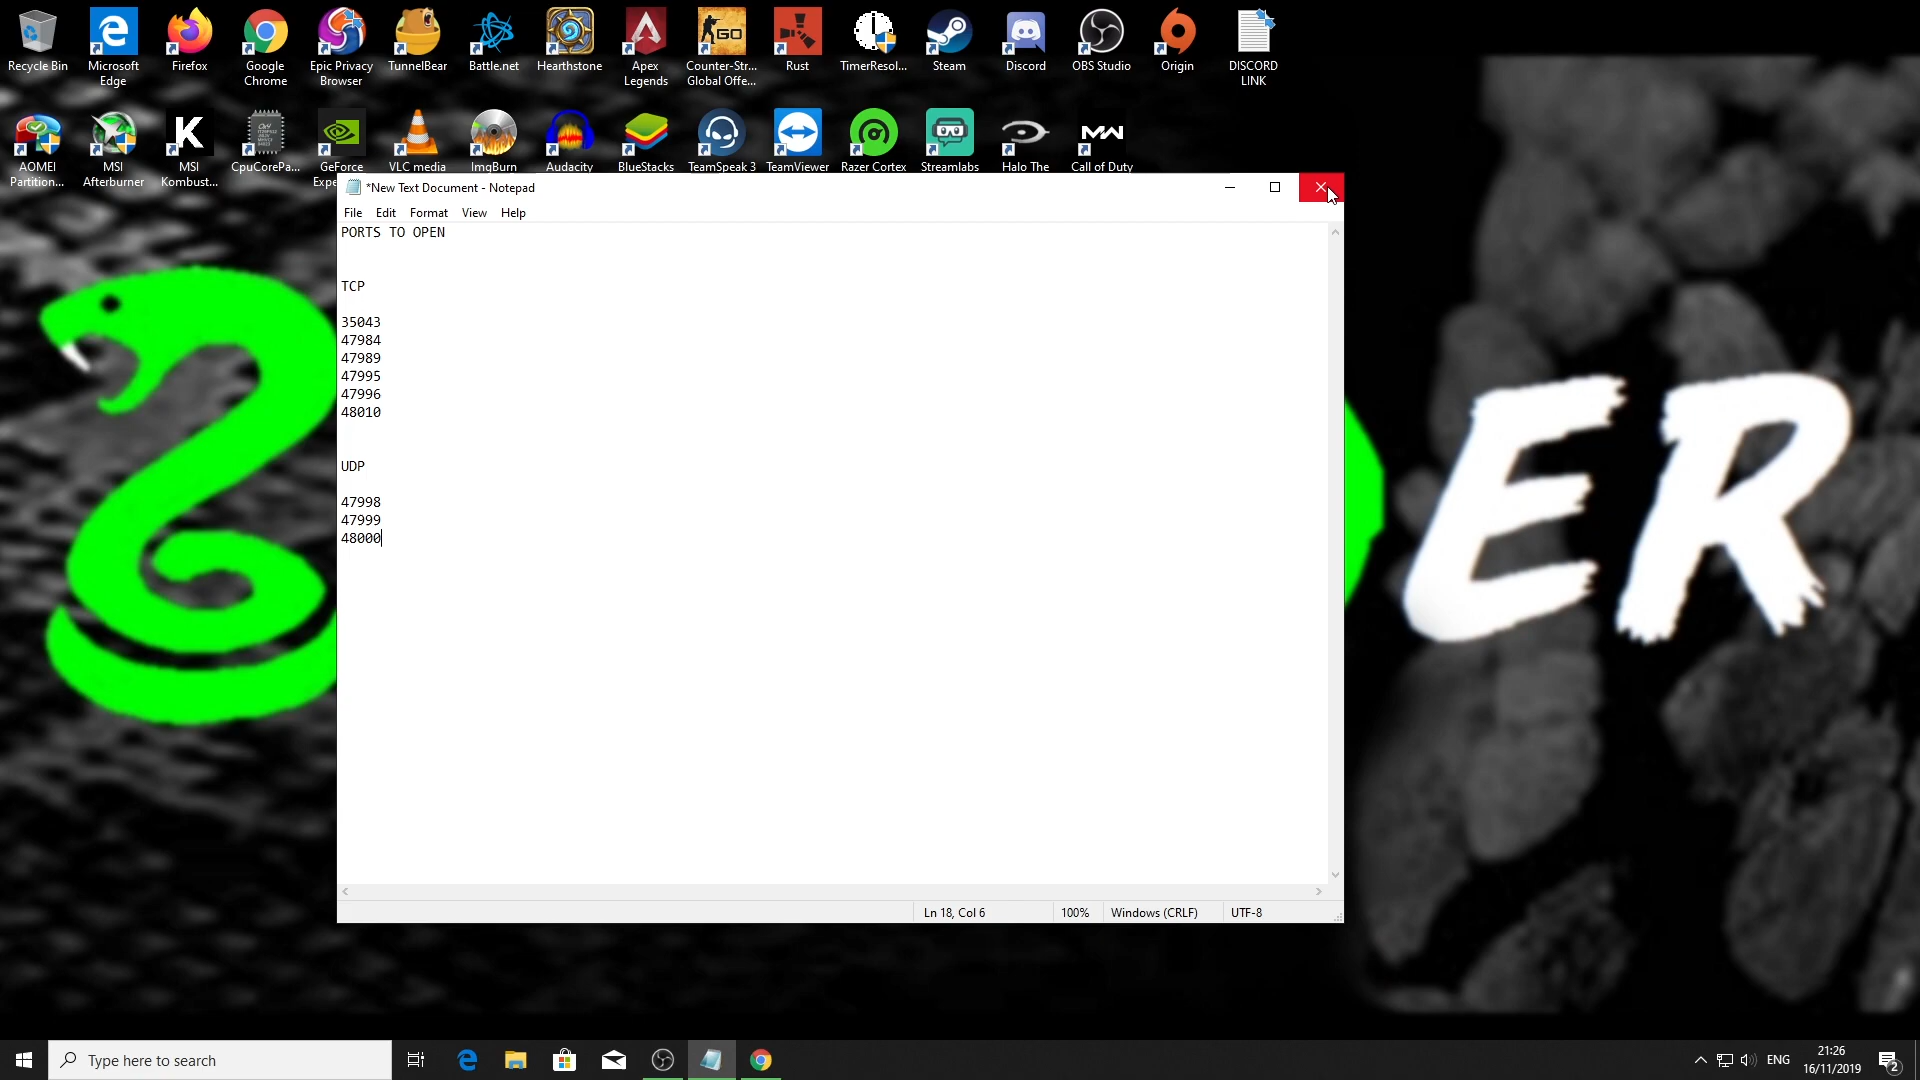 Recycle Bin
Microsoft
Edge
Firefox
Google
Chrome
Epic Privacy
Browser
TunnelBear
Battle.net
Hearthstone
Apex
Legends
Counter-Str...
Global Offe...
Rust
TimerResol...
Steam
Discord
OBS Studio
Origin
DISCORD
LINK
GO
AOMEI
Partition...
MSI
Afterburner
K
MSI
Kombust...
CpuCorePa...
GeForce
VLC media
ImgBurn
Audacity
BlueStacks
TeamSpeak 3
TeamViewer
Razer Cortex
Streamlabs
Halo The
MW
Call of Duty
*New Text Document - Notepad
File Edit Format View Help
PORTS TO OPEN
TCP
35043
47984
47989
47995
47996
48010
UDP
47998
47999
48000
Ln 18, Col 6
100%
Windows (CRLF)
UTF-8
ER
Type here to search
ENG
21:26
16/11/2019
2